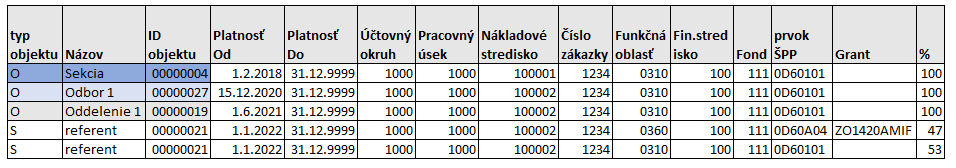 typ objektu Názov ID objektu Platnosť Od Platnosť Do Účtovný okruh Pracovný úsek Nákladové stredisko Číslo zákazky Funkčná oblasť Fin.stredisko Fond prvok ŠPP Grant %
O Sekcia 00000004 1.2.2018 31.12.9999 1000 1000 100001 1234 0310 100 111 0D60101 100
O Odbor 1 00000027 15.12.2020 31.12.9999 1000 1000 100002 1234 0310 100 111 0D60101 100
O Oddelenie 1 00000019 1.6.2021 31.12.9999 1000 1000 100002 1234 0310 100 111 0D60101 100
S referent 00000021 1.1.2022 31.12.9999 1000 1000 100002 1234 0360 100 111 0D60A04 ZO1420AMIF 47
S referent 00000021 1.1.2022 31.12.9999 1000 1000 100002 1234 0310 100 111 0D60101 53